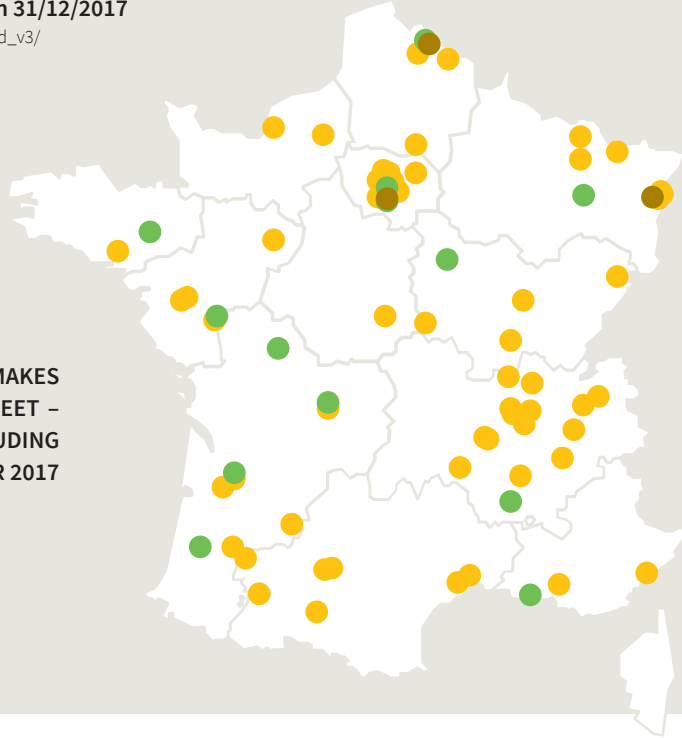 n 31/12/2017
d_v3/
MAKES
EET –
UDING
R 2017